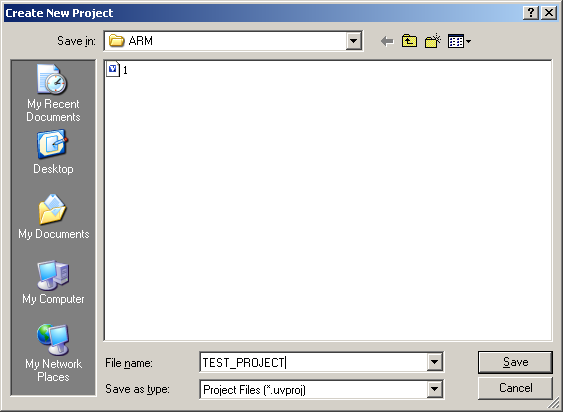 Create New Project
Save in:
ARM
1
My Recent
Documents
Desktop
My Documents
My Computer
My Network
Places
File name:
TEST_PROJECT
Save
Save as type:
Project Files (*.uvproj)
Cancel